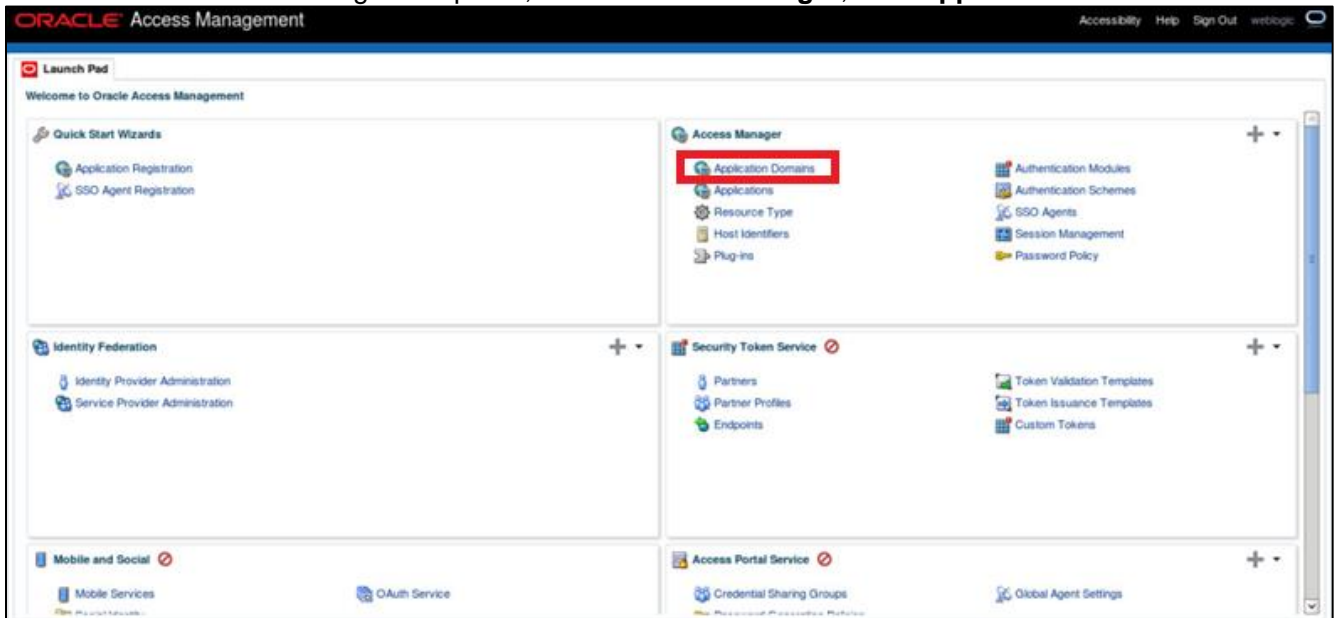 ORACLE Access Management
Accessibility Help Sign Out weblogic
Launch Pad
Welcome to Oracle Access Management
Quick Start Wizards
Application Registration
SSO Agent Registration
Access Manager
Application Domains
Applications
Resource Type
Host Identifiers
Plug-ins
Authentication Modules
Authentication Schemes
SSO Agents
Session Management
Password Policy
Identity Federation
Identity Provider Administration
Service Provider Administration
Security Token Service
Partners
Partner Profiles
Endpoints
Token Validation Templates
Token Issuance Templates
Custom Tokens
Mobile and Social
Mobile Services
OAuth Service
Access Portal Service
Credential Sharing Groups
Global Agent Settings